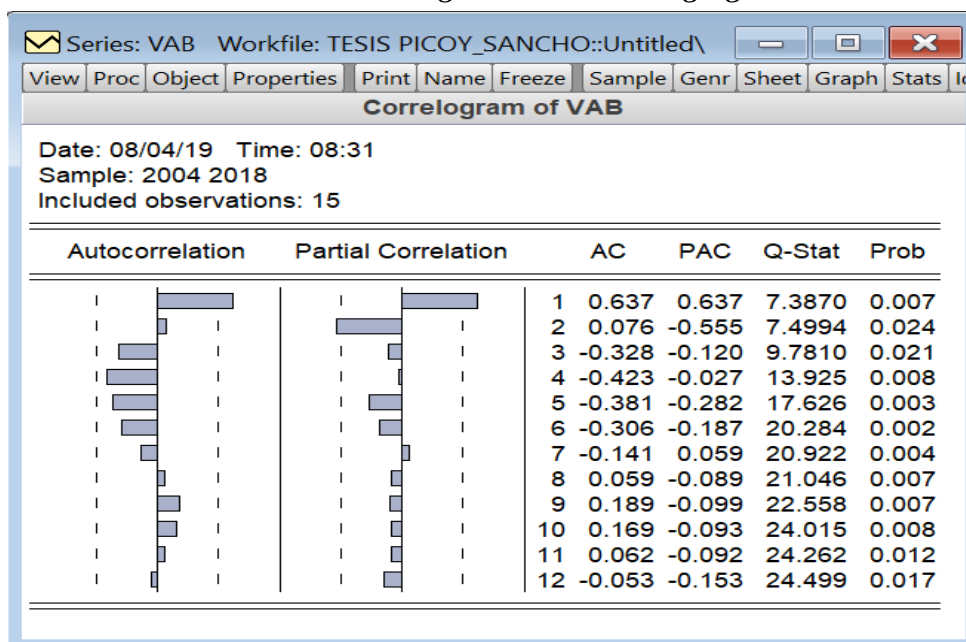 Series: VAB Workfile: TESIS PICOY_SANCHO::Untitled\
View Proc Object Properties Print Name Freeze Sample Genr Sheet Graph Stats
Correlogram of VAB
Date: 08/04/19 Time: 08:31
Sample: 2004 2018
Included observations: 15
Autocorrelation Partial Correlation AC PAC Q-Stat Prob
1 0.637 0.637 7.3870 0.007
2 0.076 -0.555 7.4994 0.024
3 -0.328 -0.120 9.7810 0.021
4 -0.423 -0.027 13.925 0.008
5 -0.381 -0.282 17.626 0.003
6 -0.306 -0.187 20.284 0.002
7 -0.141 0.059 20.922 0.004
8 0.059 -0.089 21.046 0.007
9 0.189 -0.099 22.558 0.007
10 0.169 -0.093 24.015 0.008
11 0.062 -0.092 24.262 0.012
12 -0.053 -0.153 24.499 0.017